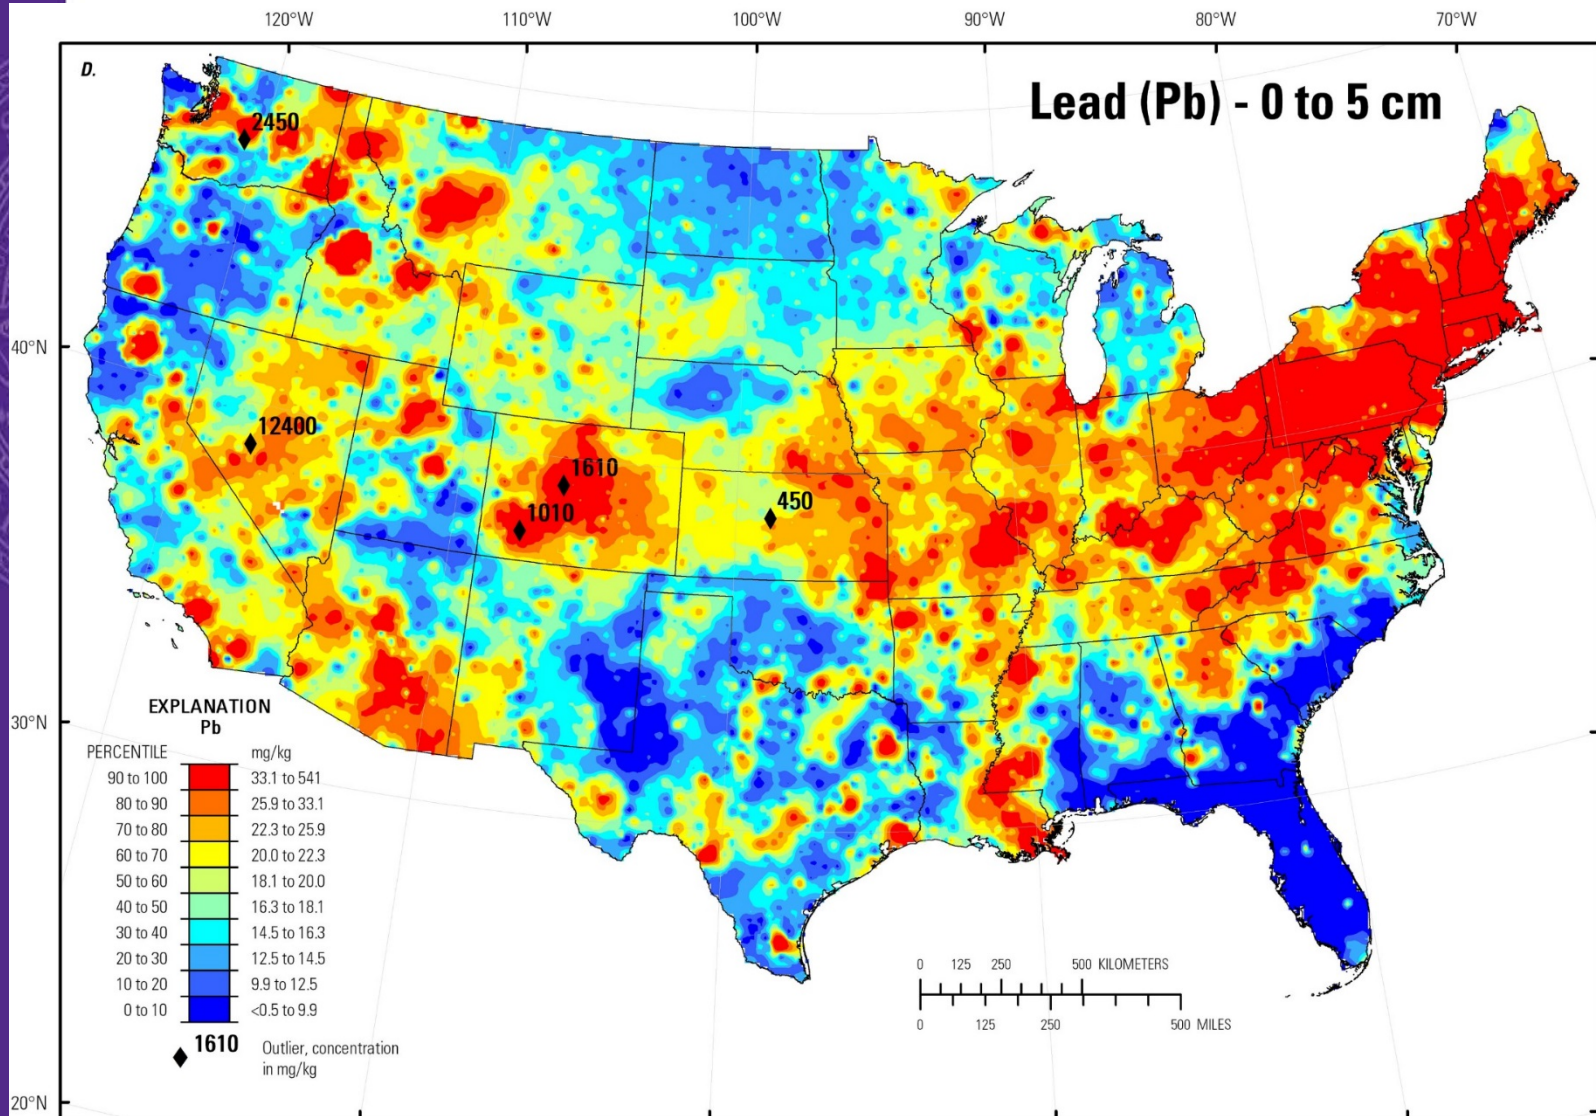 120°W 110°W 100°W 90°W 80°W 70°W
D.
Lead (Pb) - 0 to 5 cm
2450
40°N
12400
1610
1010
450
30°N
EXPLANATION
Pb
PERCENTILE mg/kg
90 to 100 33.1 to 541
80 to 90 25.9 to 33.1
70 to 80 22.3 to 25.9
60 to 70 20.0 to 22.3
50 to 60 18.1 to 20.0
40 to 50 16.3 to 18.1
30 to 40 14.5 to 16.3
20 to 30 12.5 to 14.5
10 to 20 9.9 to 12.5
0 to 10 <0.5 to 9.9
1610 Outlier, concentration
in mg/kg
0 125 250 500 KILOMETERS
0 125 250 500 MILES
20°N